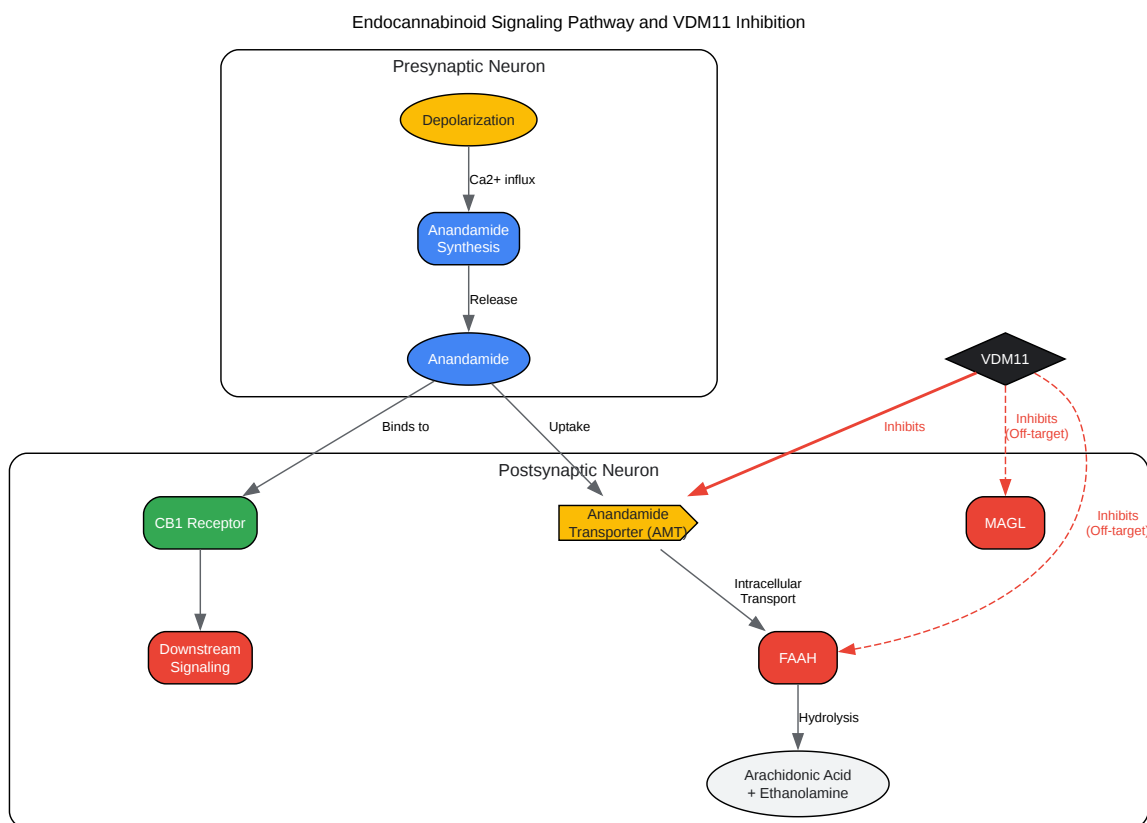 Endocannabinoid Signaling Pathway and VDM11 Inhibition
Presynaptic Neuron
Depolarization
Ca2+ influx
Anandamide
Synthesis
Release
Anandamide
VDM11
Binds to
Uptake
Inhibits
Inhibits
(Off-target)
Postsynaptic Neuron
CB1 Receptor
Anandamide
Transporter (AMT)
MAGL
Inhibits
(Off-target)
Intracellular
Transport
Downstream
Signaling
FAAH
Hydrolysis
Arachidonic Acid
+ Ethanolamine